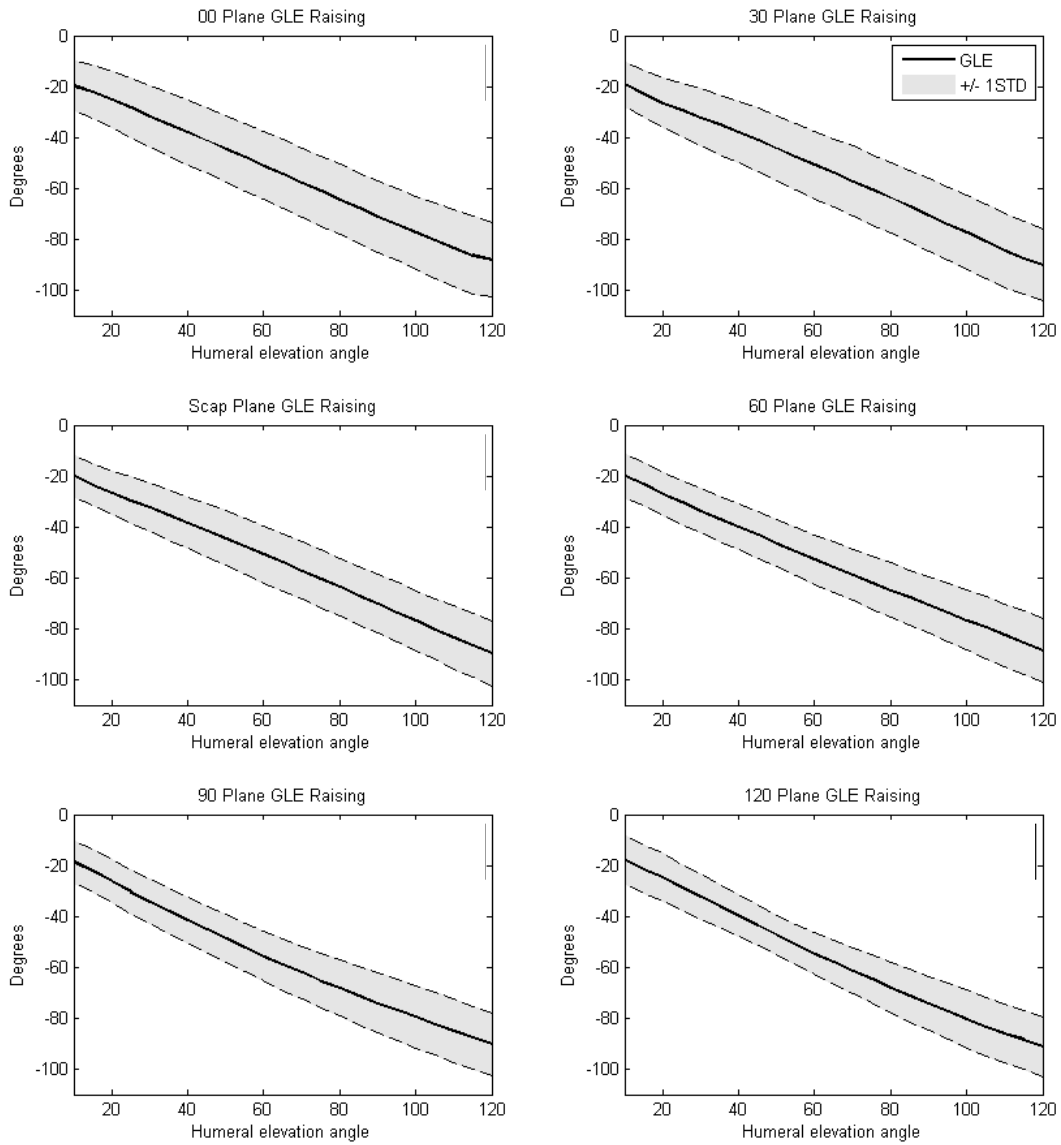 00 Plane GLE Raising
0
-20
-40
-60
-80
-100
Degrees
20 40 60 80 100 120
Humeral elevation angle
30 Plane GLE Raising
GLE
+/- 1STD
0
-20
-40
-60
-80
-100
Degrees
20 40 60 80 100 120
Humeral elevation angle
Scap Plane GLE Raising
0
-20
-40
-60
-80
-100
Degrees
20 40 60 80 100 120
Humeral elevation angle
60 Plane GLE Raising
0
-20
-40
-60
-80
-100
Degrees
20 40 60 80 100 120
Humeral elevation angle
90 Plane GLE Raising
0
-20
-40
-60
-80
-100
Degrees
20 40 60 80 100 120
Humeral elevation angle
120 Plane GLE Raising
0
-20
-40
-60
-80
-100
Degrees
20 40 60 80 100 120
Humeral elevation angle